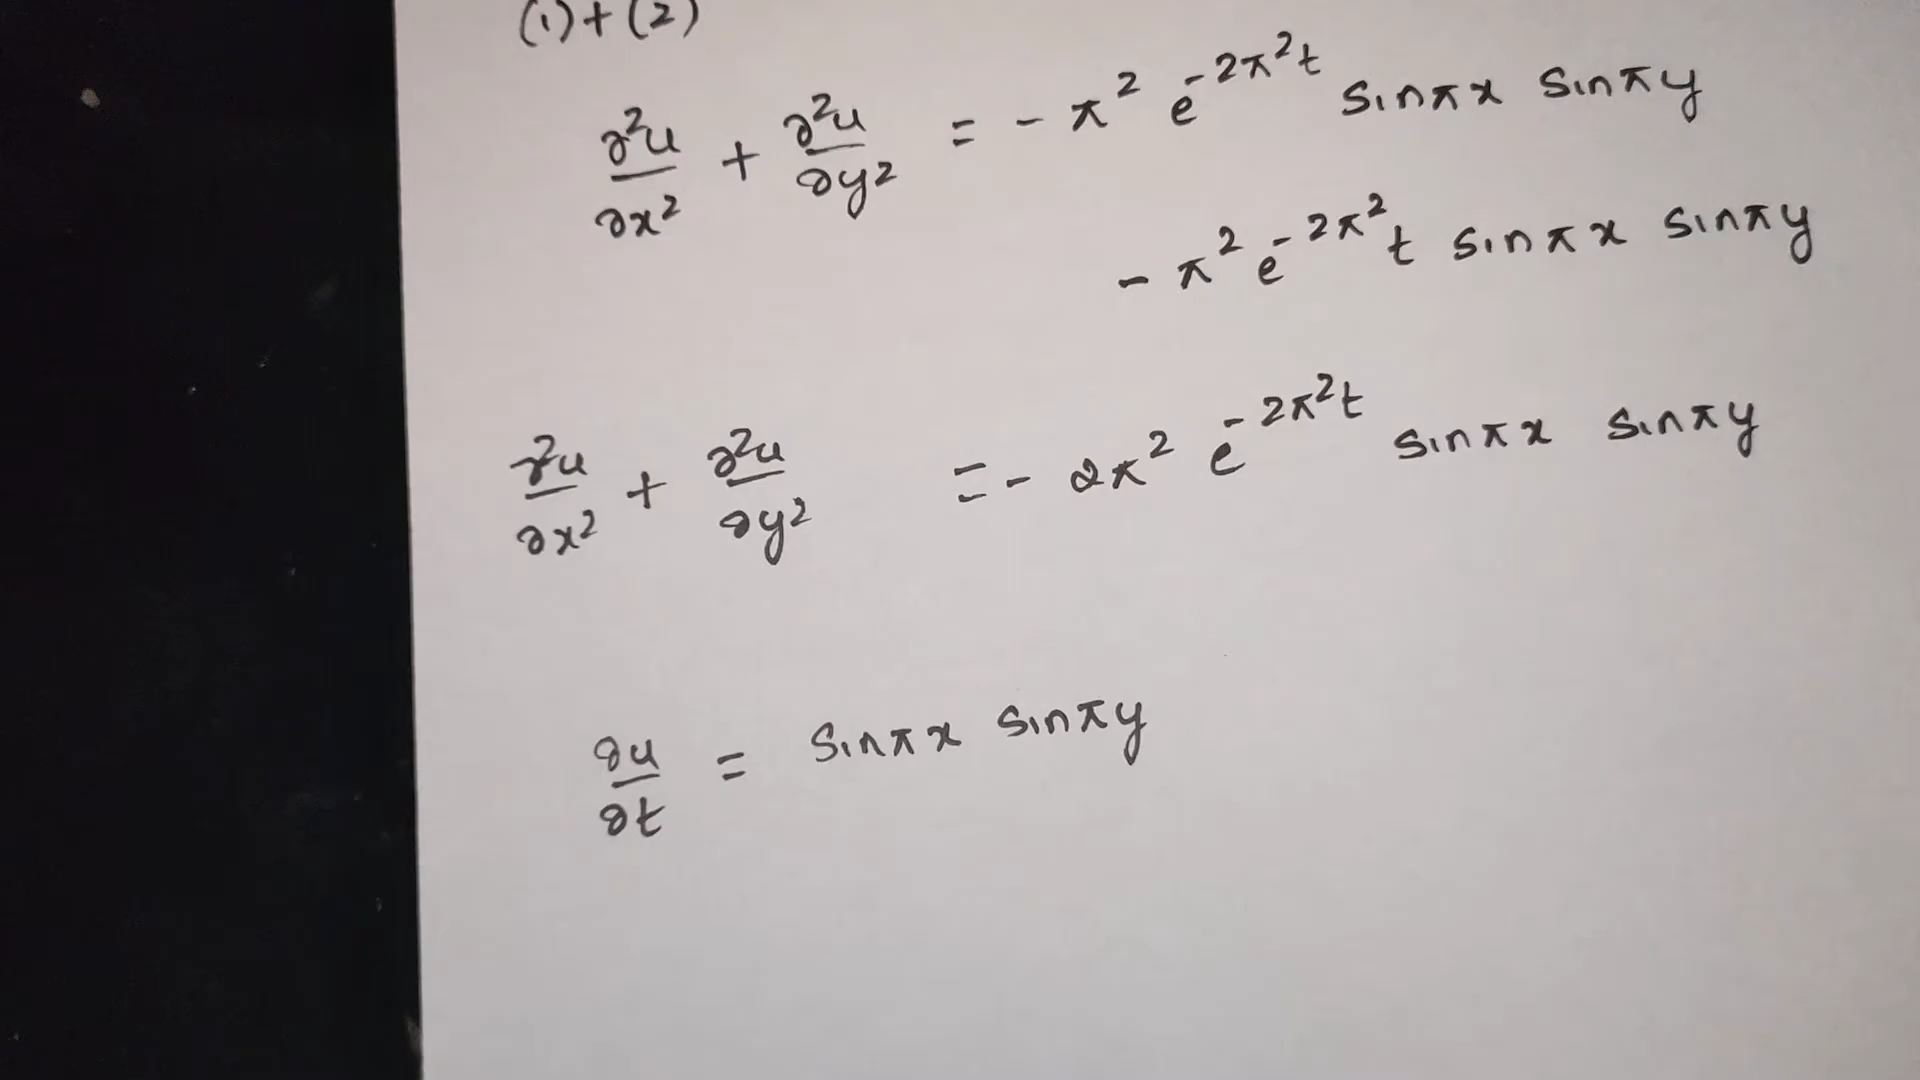 (1)+(2)
∂²u/∂x² + ∂²u/∂y² = - π² e^{-2π²t} sinπx sinπy
- π² e^{-2π²t} sinπx sinπy
∂²u/∂x² + ∂²u/∂y² = - 2π² e^{-2π²t} sinπx sinπy
∂u/∂t = sinπx sinπy